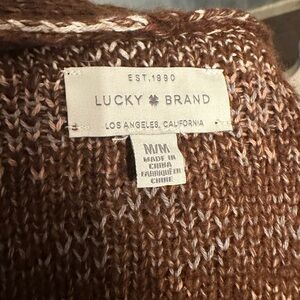 EST.1990
LUCKY BRAND
LOS ANGELES, CALIFORNIA
M/M
MADE IN
CHINA
FABRIQUÉ EN
CHINE